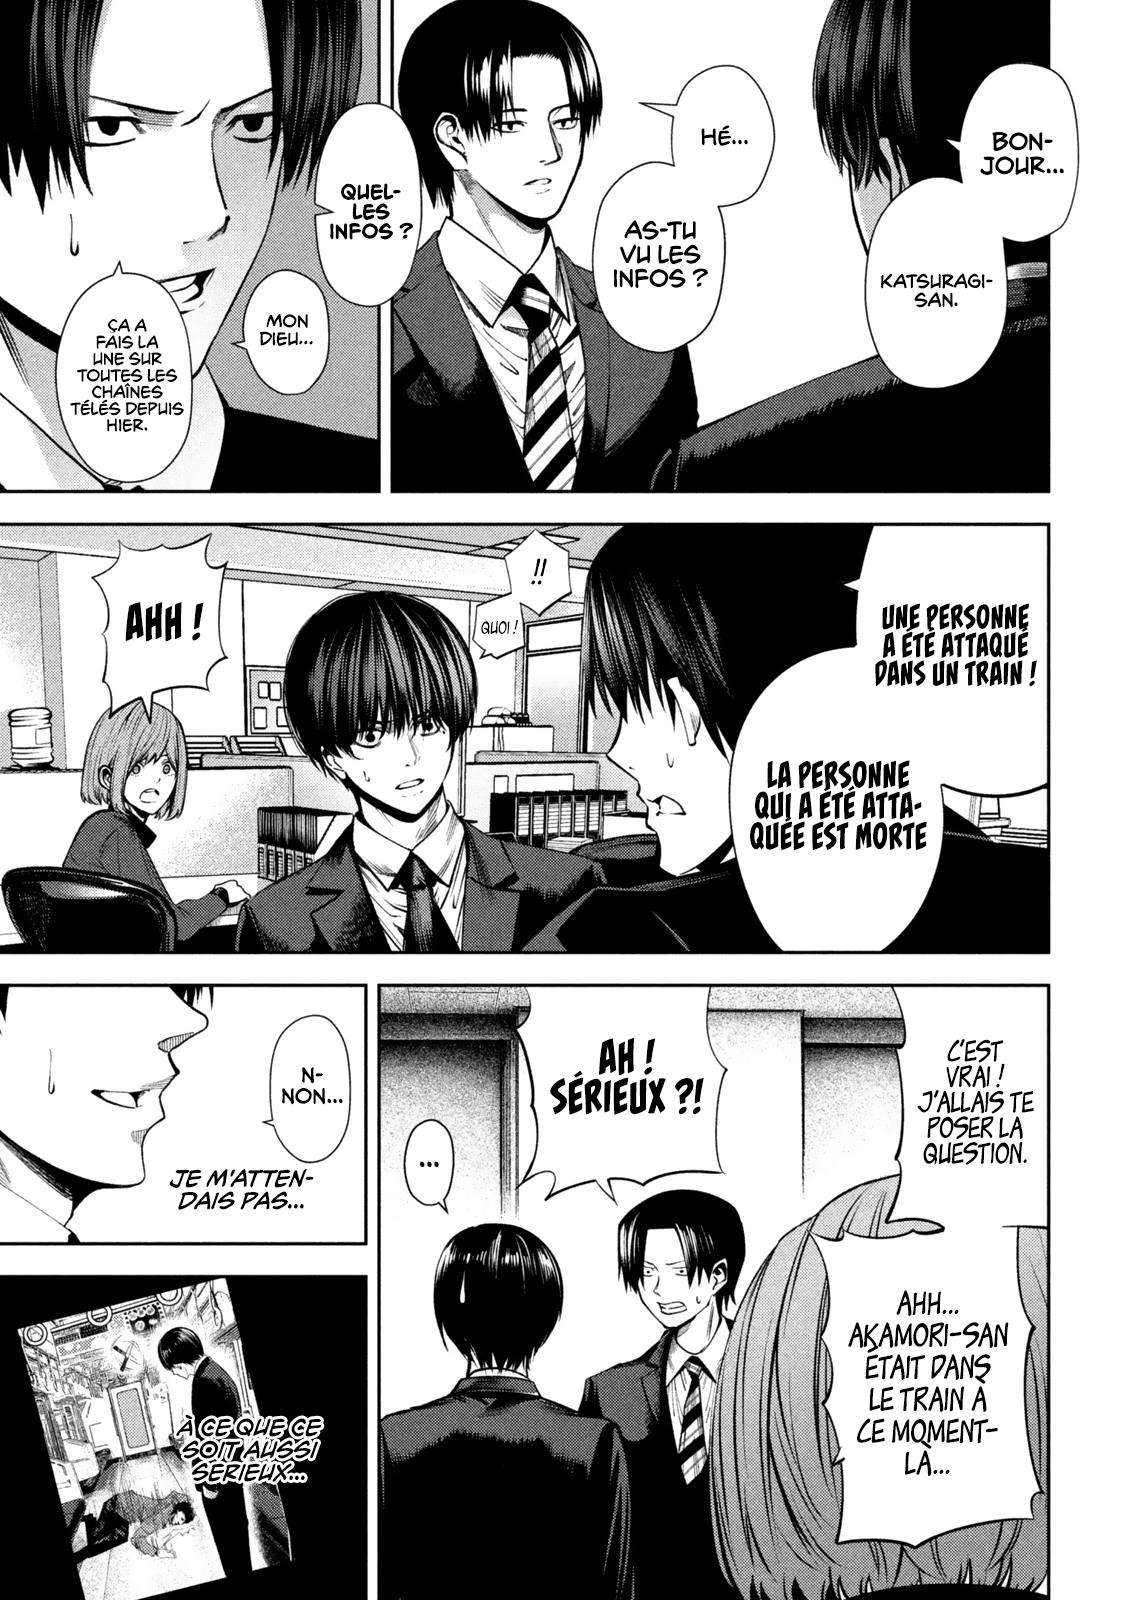 BON-
JOUR...
KATSURAGI-
SAN.
HÉ...
AS-TU
VU LES
INFOS ?
QUEL-
LES
INFOS ?
MON
DIEU...
ÇA A
FAIS LA
UNE SUR
TOUTES LES
CHAÎNES
TÉLÉS DEPUIS
HIER.
UNE PERSONNE
A ÉTÉ ATTAQUÉ
DANS UN TRAIN !
LA PERSONNE
QUI A ÉTÉ ATTA-
QUÉE EST MORTE
!!
QUOI !
AHH !
C'EST
VRAI !
J'ALLAIS TE
POSER LA
QUESTION.
AHH...
AKAMORI-SAN
ÉTAIT DANS
LE TRAIN À
CE MOMENT-
LÀ...
AH !
SÉRIEUX ?!
...
N-
NON...
JE M'ATTEN-
DAIS PAS...
À CE QUE CE
SOIT AUSSI
SERIEUX...